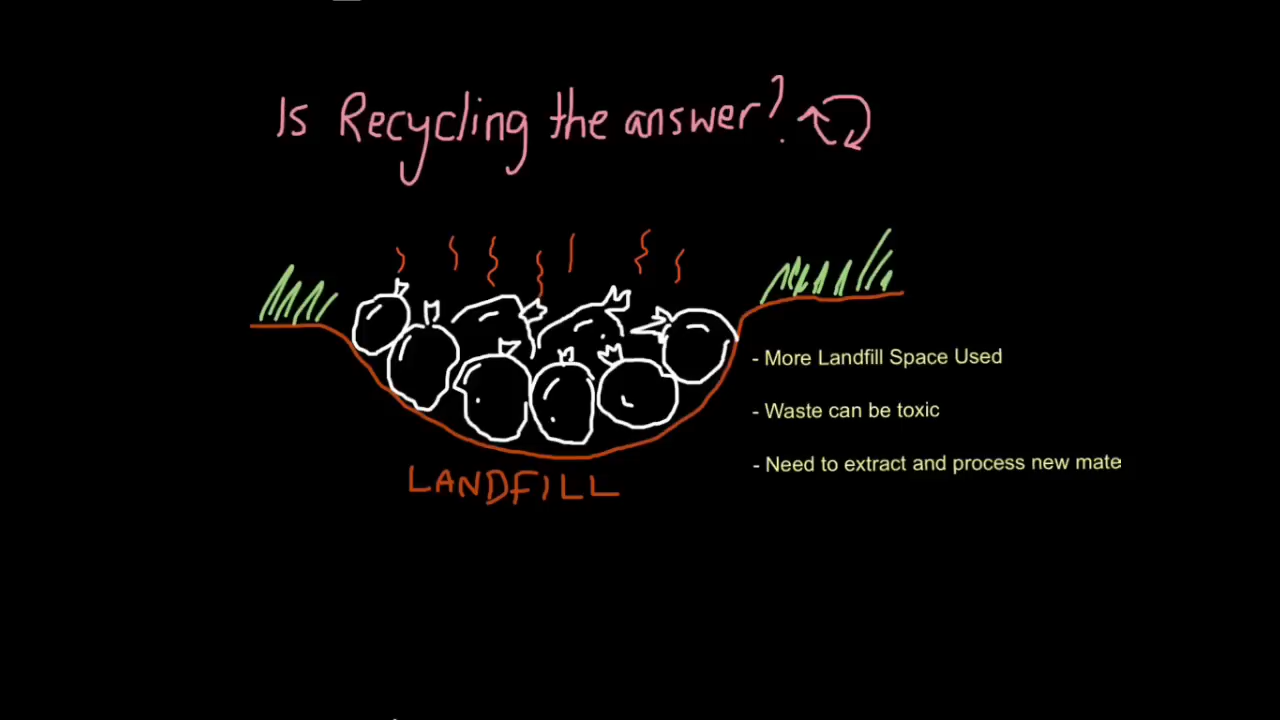 Is Recycling the answer?
- More Landfill Space Used
- Waste can be toxic
- Need to extract and process new mate
LANDFILL